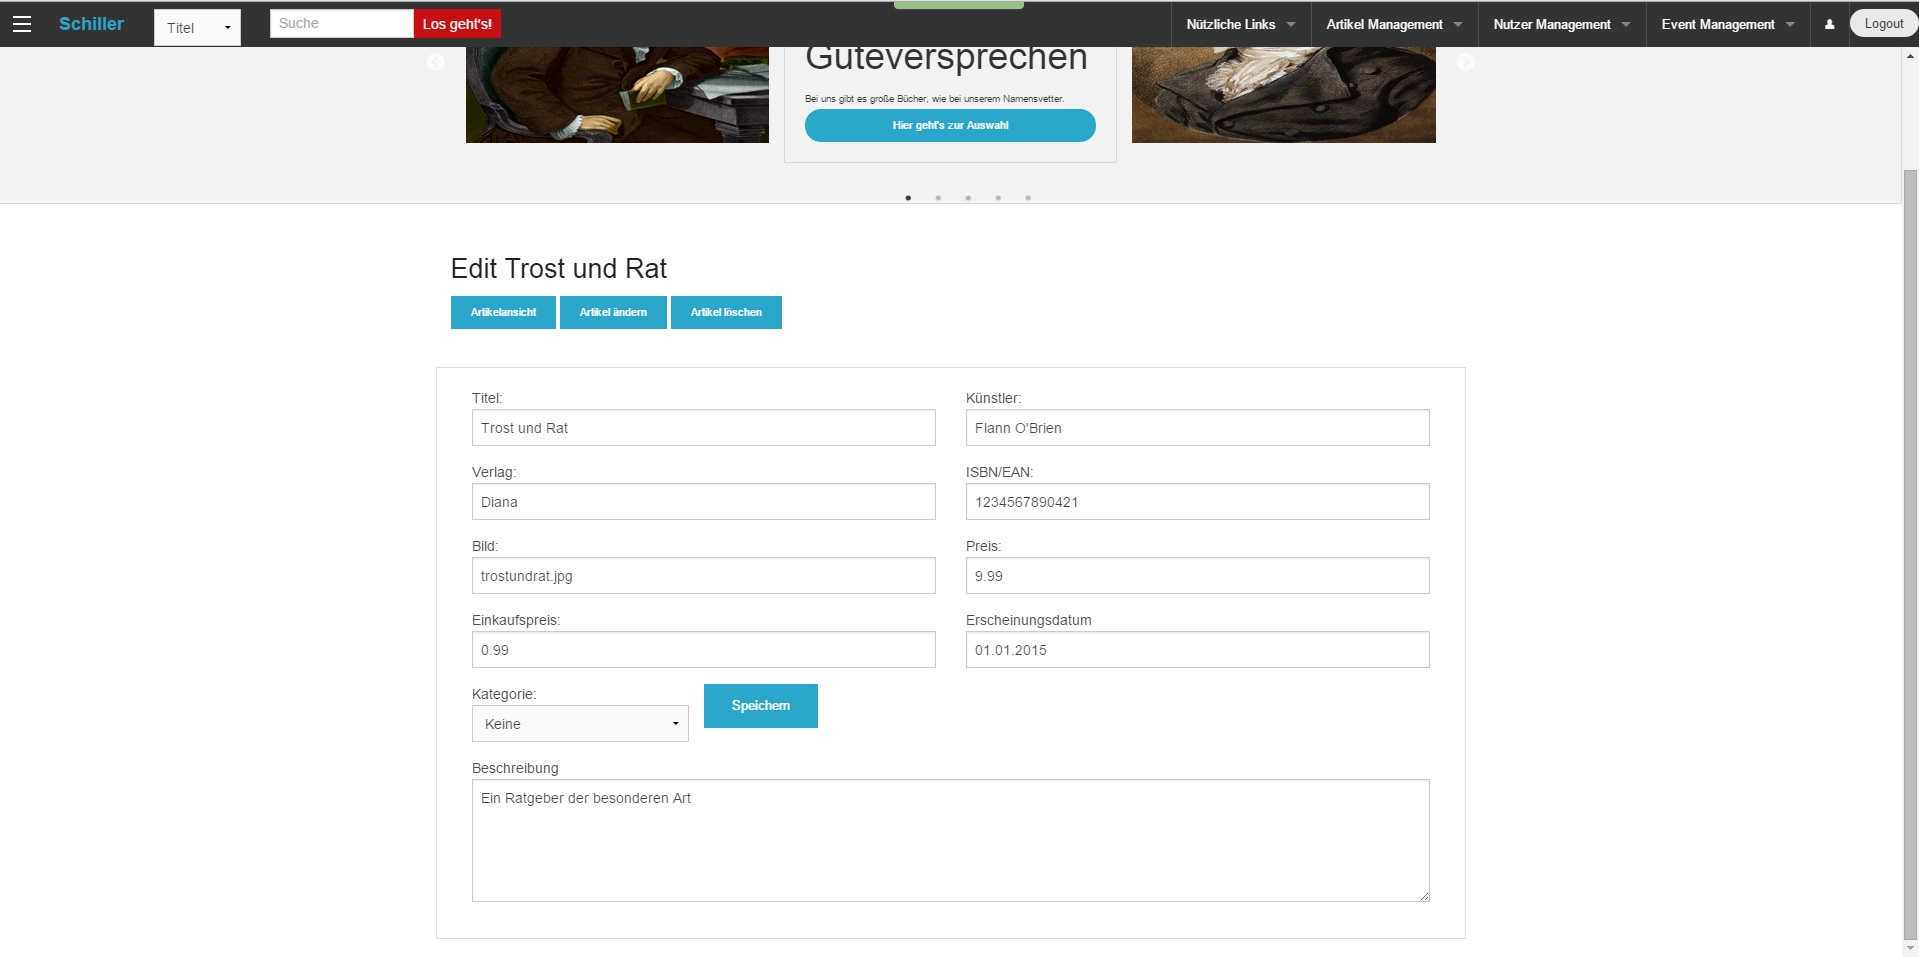 Schiller
Titel
Suche
Los geht's!
Nützliche Links
Artikel Management
Nutzer Management
Event Management
Logout
Guteversprechen
Bei uns gibt es große Bücher, wie bei unserem Namensvetter.
Hier geht's zur Auswahl
Edit Trost und Rat
Artikelansicht
Artikel ändern
Artikel löschen
Titel:
Künstler:
Trost und Rat
Flann O'Brien
Verlag:
ISBN/EAN:
Diana
1234567890421
Bild:
Preis:
trostundrat.jpg
9.99
Einkaufspreis:
Erscheinungsdatum
0.99
01.01.2015
Kategorie:
Speichern
Keine
Beschreibung
Ein Ratgeber der besonderen Art